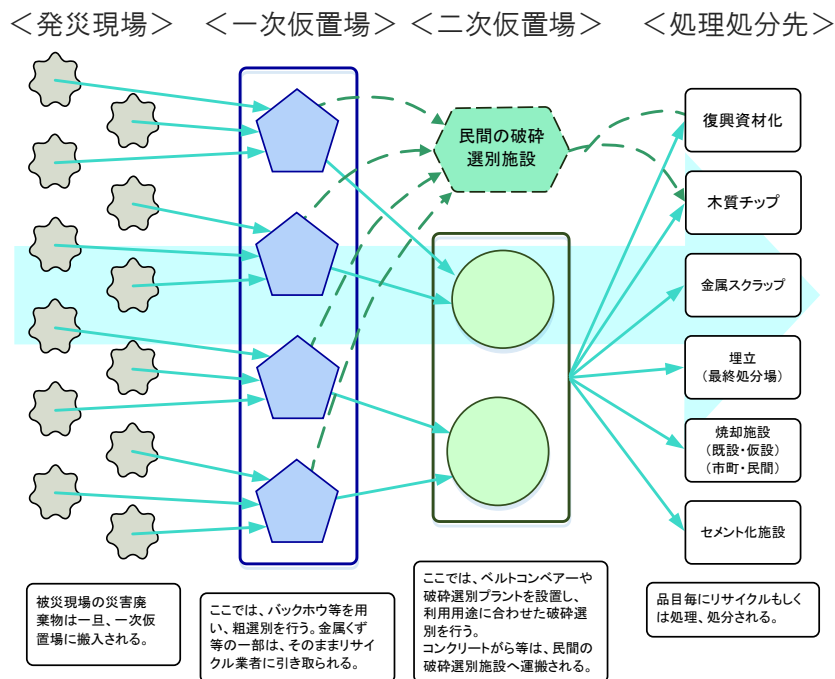 ＜発災現場＞
＜一次仮置場＞
＜二次仮置場＞
＜処理処分先＞
民間の破砕
選別施設
復興資材化
木質チップ
金属スクラップ
埋立
（最終処分場）
焼却施設
（既設・仮設）
（市町・民間）
セメント化施設
被災現場の災害廃
棄物は一旦、一次仮
置場に搬入される。
ここでは、バックホウ等を用
い、粗選別を行う。金属くず
等の一部は、そのままリサイ
クル業者に引き取られる。
ここでは、ベルトコンベアーや
破砕選別プラントを設置し、
利用用途に合わせた破砕選
別を行う。
コンクリートがら等は、民間の
破砕選別施設へ運搬される。
品目毎にリサイクルもしく
は処理、処分される。